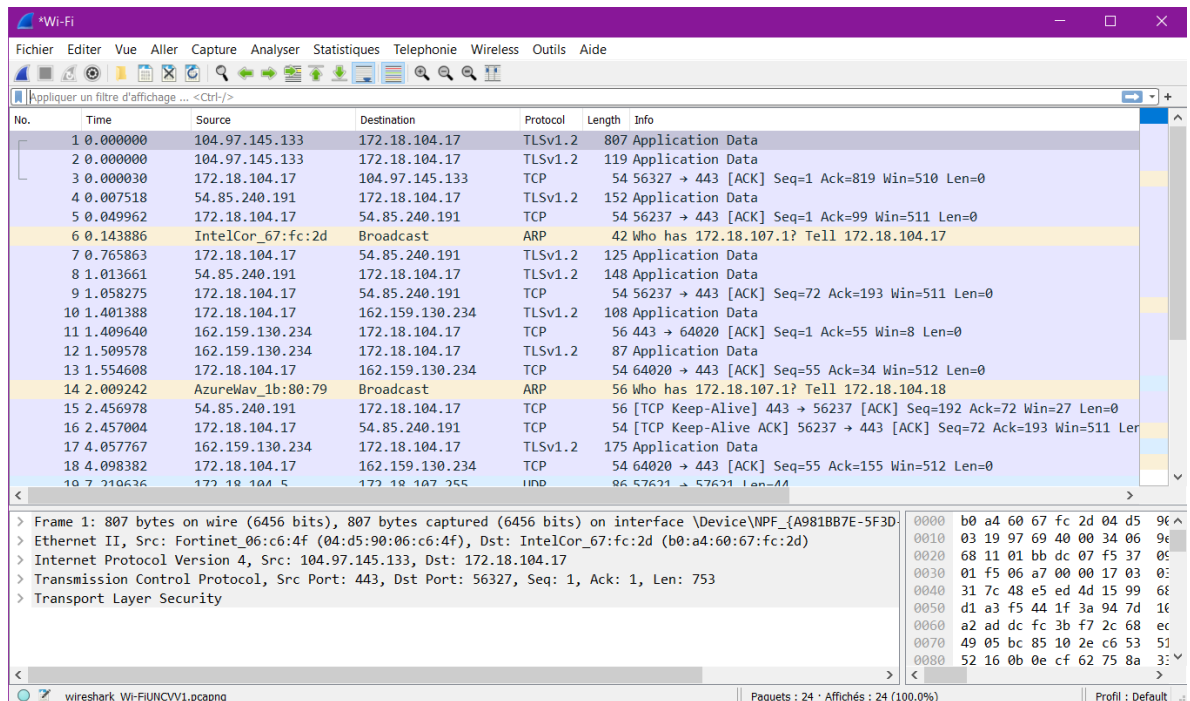 *Wi-Fi
Fichier Editer Vue Aller Capture Analyser Statistiques Telephonie Wireless Outils Aide
Appliquer un filtre d'affichage ... <Ctrl-/>
No. Time Source Destination Protocol Length Info
1 0.000000 104.97.145.133 172.18.104.17 TLSv1.2 807 Application Data
2 0.000000 104.97.145.133 172.18.104.17 TLSv1.2 119 Application Data
3 0.000030 172.18.104.17 104.97.145.133 TCP 54 56327 → 443 [ACK] Seq=1 Ack=819 Win=510 Len=0
4 0.007518 54.85.240.191 172.18.104.17 TLSv1.2 152 Application Data
5 0.049962 172.18.104.17 54.85.240.191 TCP 54 56237 → 443 [ACK] Seq=1 Ack=99 Win=511 Len=0
6 0.143886 IntelCor_67:fc:2d Broadcast ARP 42 Who has 172.18.107.1? Tell 172.18.104.17
7 0.765863 172.18.104.17 54.85.240.191 TLSv1.2 125 Application Data
8 1.013661 54.85.240.191 172.18.104.17 TLSv1.2 148 Application Data
9 1.058275 172.18.104.17 54.85.240.191 TCP 54 56237 → 443 [ACK] Seq=72 Ack=193 Win=511 Len=0
10 1.401388 172.18.104.17 162.159.130.234 TLSv1.2 108 Application Data
11 1.409640 162.159.130.234 172.18.104.17 TCP 56 443 → 64020 [ACK] Seq=1 Ack=55 Win=8 Len=0
12 1.509578 162.159.130.234 172.18.104.17 TLSv1.2 87 Application Data
13 1.554608 172.18.104.17 162.159.130.234 TCP 54 64020 → 443 [ACK] Seq=55 Ack=34 Win=512 Len=0
14 2.009242 AzureWav_1b:80:79 Broadcast ARP 56 Who has 172.18.107.1? Tell 172.18.104.18
15 2.456978 54.85.240.191 172.18.104.17 TCP 56 [TCP Keep-Alive] 443 → 56237 [ACK] Seq=192 Ack=72 Win=27 Len=0
16 2.457004 172.18.104.17 54.85.240.191 TCP 54 [TCP Keep-Alive ACK] 56237 → 443 [ACK] Seq=72 Ack=193 Win=511 Ler
17 4.057767 162.159.130.234 172.18.104.17 TLSv1.2 175 Application Data
18 4.098382 172.18.104.17 162.159.130.234 TCP 54 64020 → 443 [ACK] Seq=55 Ack=155 Win=512 Len=0
19 7.219636 172.18.104.5 172.18.107.255 UDP 86 57621 → 57621 Len=44
> Frame 1: 807 bytes on wire (6456 bits), 807 bytes captured (6456 bits) on interface \Device\NPF_{A981BB7E-5F3D-
> Ethernet II, Src: Fortinet_06:c6:4f (04:d5:90:06:c6:4f), Dst: IntelCor_67:fc:2d (b0:a4:60:67:fc:2d)
> Internet Protocol Version 4, Src: 104.97.145.133, Dst: 172.18.104.17
> Transmission Control Protocol, Src Port: 443, Dst Port: 56327, Seq: 1, Ack: 1, Len: 753
> Transport Layer Security
0000 b0 a4 60 67 fc 2d 04 d5 90
0010 03 19 97 69 40 00 34 06 9e
0020 68 11 01 bb dc 07 f5 37 09
0030 01 f5 06 a7 00 00 17 03 03
0040 31 7c 48 e5 ed 4d 15 99 68
0050 d1 a3 f5 44 1f 3a 94 7d 16
0060 a2 ad dc fc 3b f7 2c 68 ec
0070 49 05 bc 85 10 2e c6 53 51
0080 52 16 0b 0e cf 62 75 8a 33
wireshark_Wi-FiUNCVV1.pcapng
Paquets : 24 · Affichés : 24 (100.0%)
Profil : Default